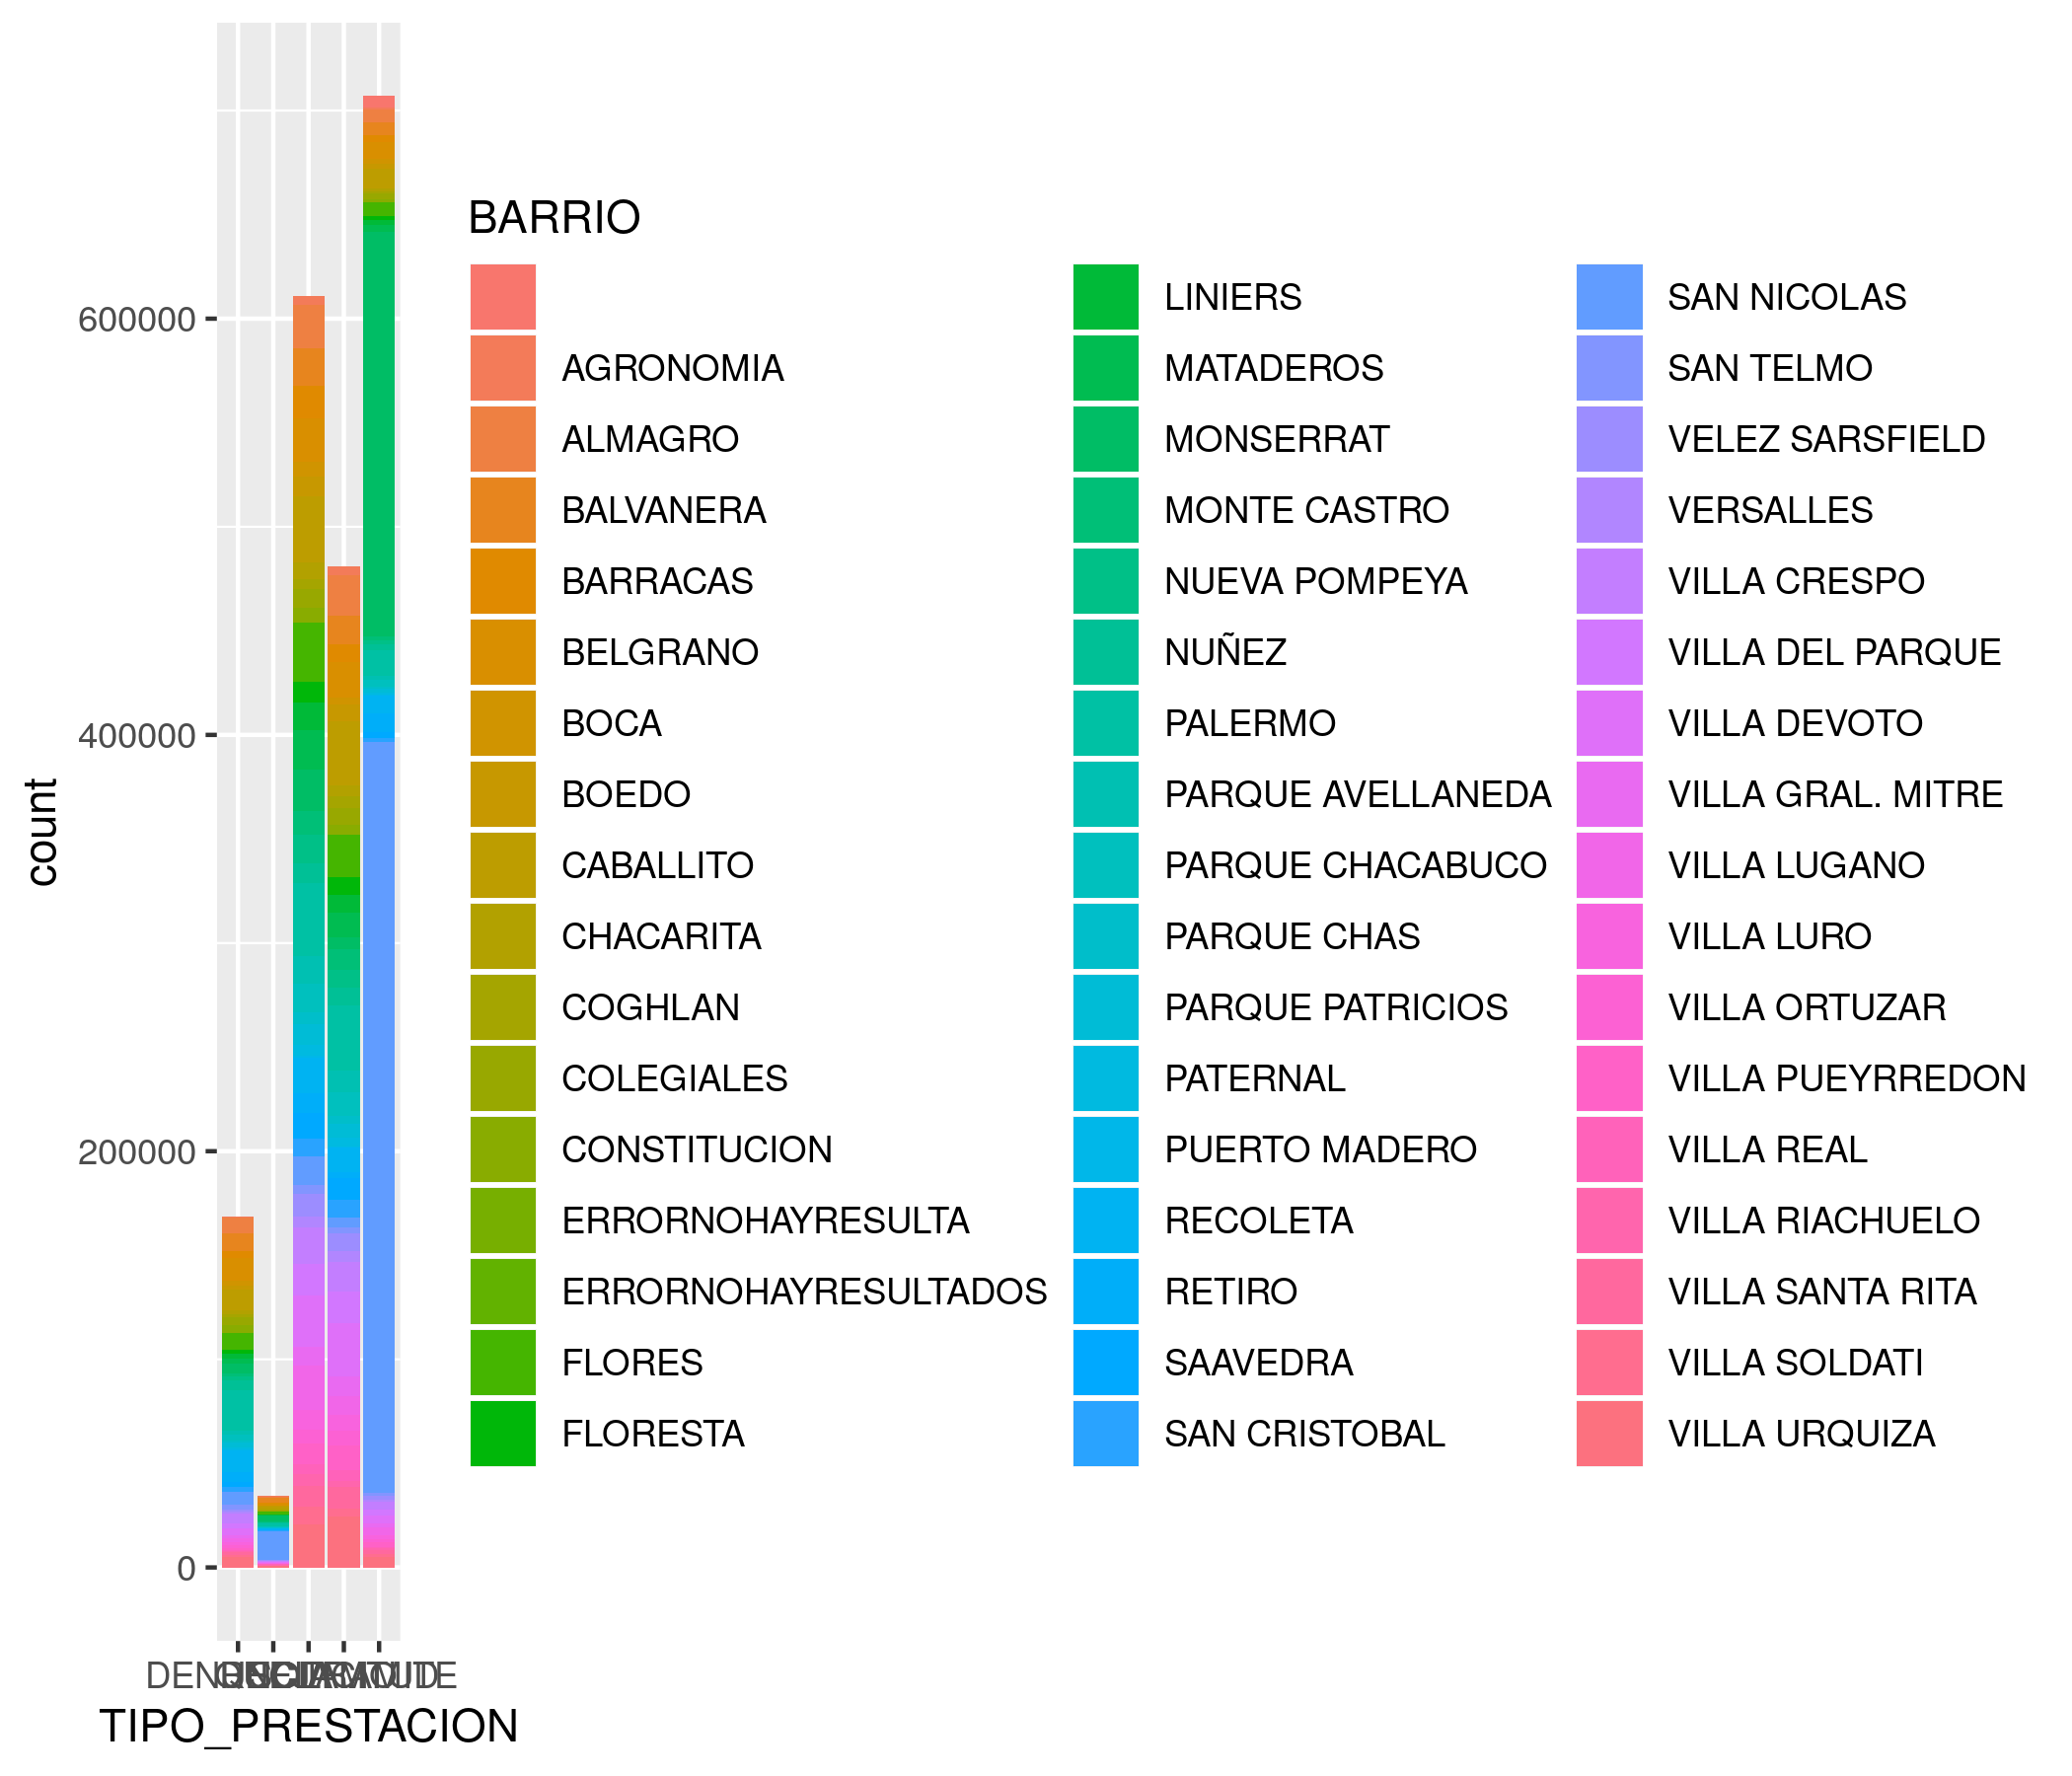 BARRIO
AGRONOMIA
ALMAGRO
BALVANERA
BARRACAS
BELGRANO
BOCA
BOEDO
CABALLITO
CHACARITA
COGHLAN
COLEGIALES
CONSTITUCION
ERRORNOHAYRESULTA
ERRORNOHAYRESULTADOS
FLORES
FLORESTA
LINIERS
MATADEROS
MONSERRAT
MONTE CASTRO
NUEVA POMPEYA
NUÑEZ
PALERMO
PARQUE AVELLANEDA
PARQUE CHACABUCO
PARQUE CHAS
PARQUE PATRICIOS
PATERNAL
PUERTO MADERO
RECOLETA
RETIRO
SAAVEDRA
SAN CRISTOBAL
SAN NICOLAS
SAN TELMO
VELEZ SARSFIELD
VERSALLES
VILLA CRESPO
VILLA DEL PARQUE
VILLA DEVOTO
VILLA GRAL. MITRE
VILLA LUGANO
VILLA LURO
VILLA ORTUZAR
VILLA PUEYRREDON
VILLA REAL
VILLA RIACHUELO
VILLA SANTA RITA
VILLA SOLDATI
VILLA URQUIZA
600000
400000
200000
0
count
TIPO_PRESTACION